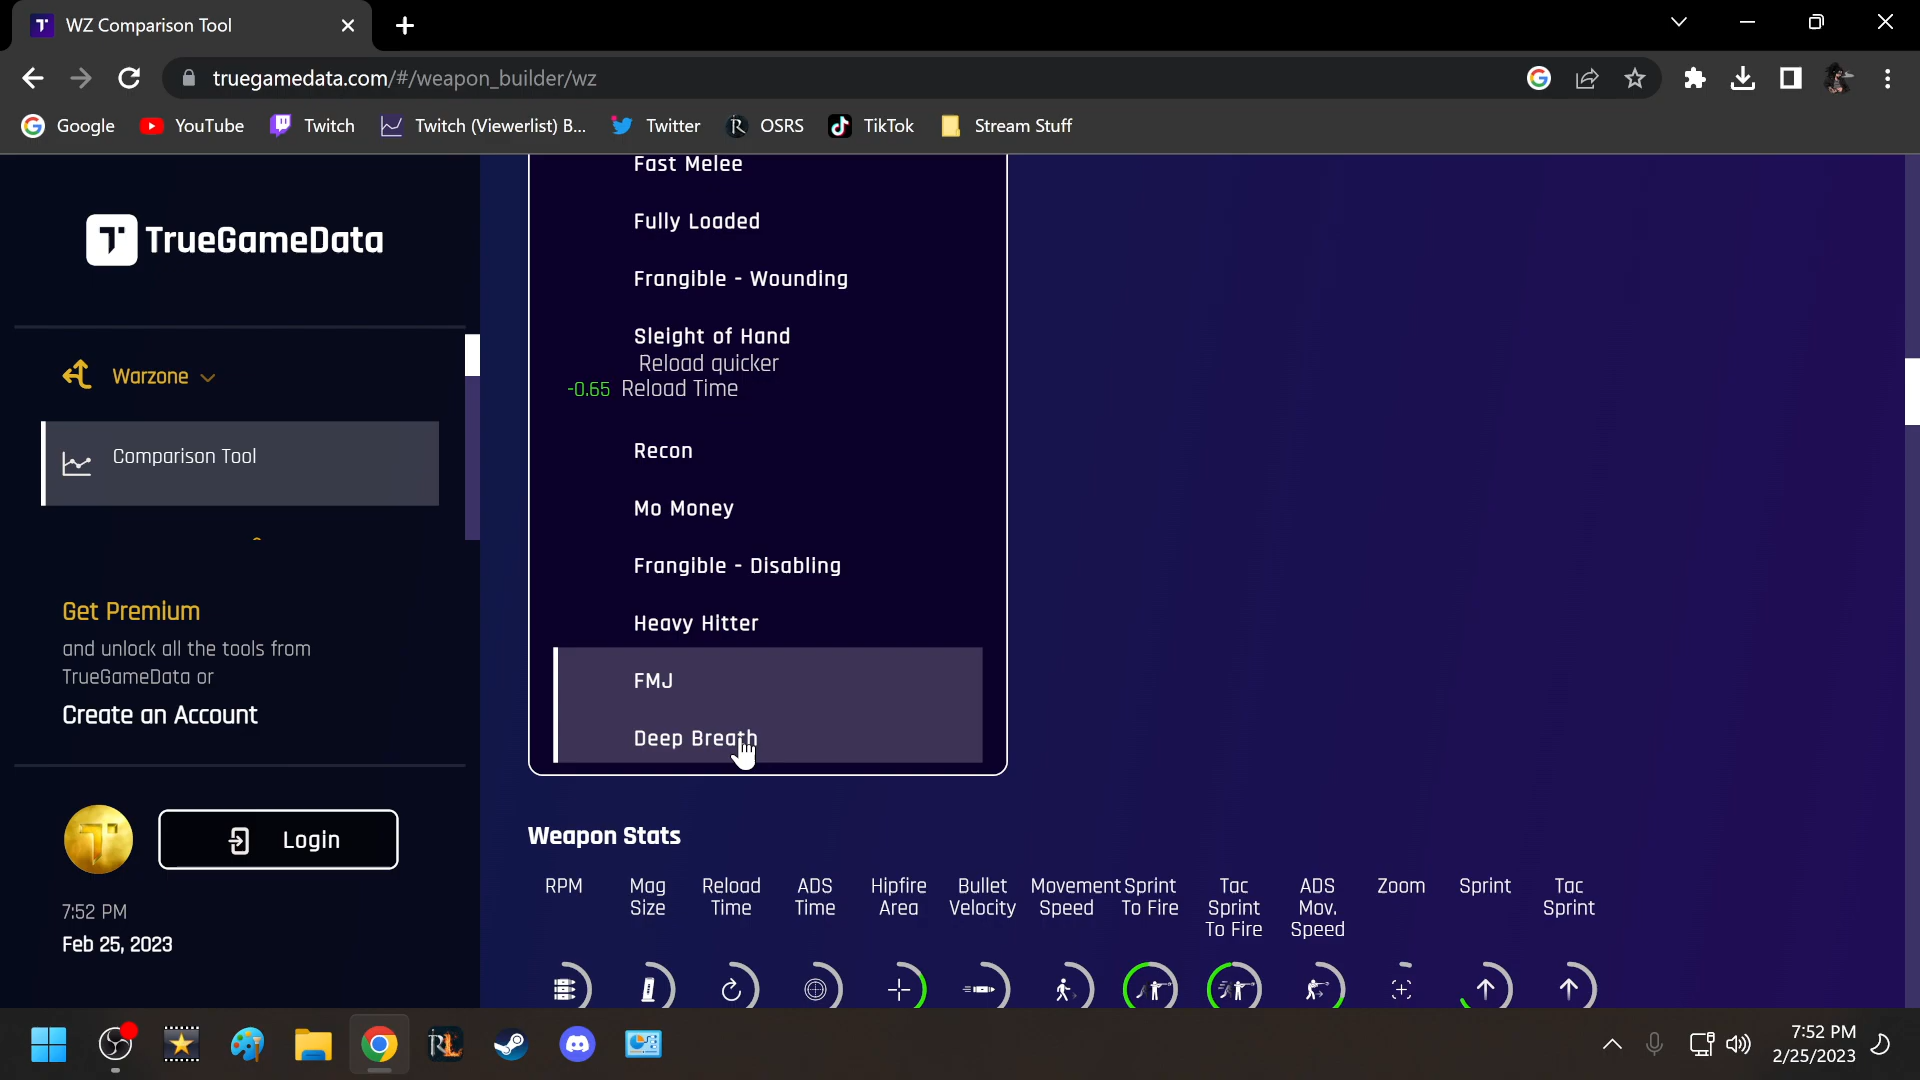 WZ Comparison Tool
truegamedata.com/#/weapon_builder/wz
Google
YouTube
Twitch
Twitch (Viewerlist) B...
Twitter
OSRS
TikTok
Stream Stuff
TrueGameData
Warzone
Comparison Tool
Get Premium
and unlock all the tools from
TrueGameData or
Create an Account
Login
7:52 PM
Feb 25, 2023
Fast Melee
Fully Loaded
Frangible - Wounding
Sleight of Hand
Reload quicker
-0.65 Reload Time
Recon
Mo Money
Frangible - Disabling
Heavy Hitter
FMJ
Deep Breath
Weapon Stats
RPM
Mag
Size
Reload
Time
ADS
Time
Hipfire
Area
Bullet
Velocity
Movement
Speed
Sprint
To Fire
Tac
Sprint
To Fire
ADS
Mov.
Speed
Zoom
Sprint
Tac
Sprint
7:52 PM
2/25/2023